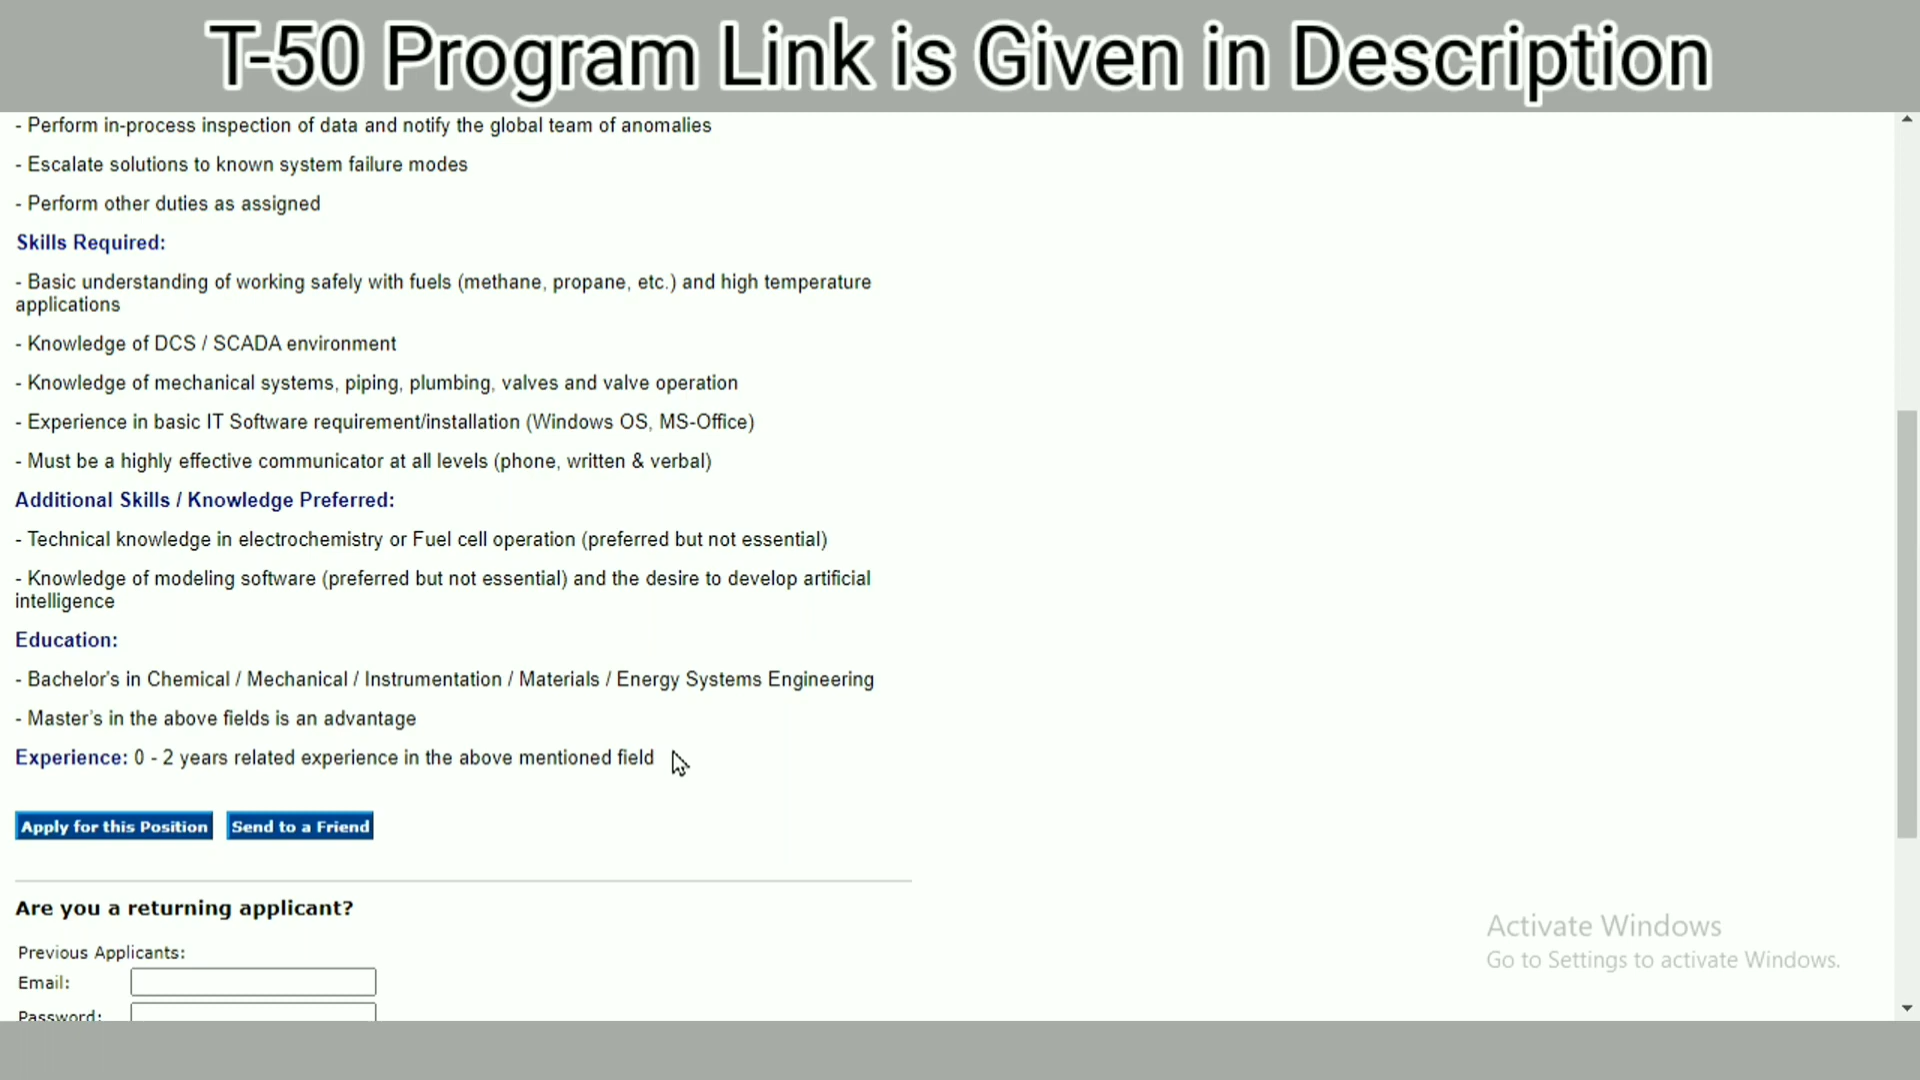 T-50 Program Link is Given in Description
- Perform in-process inspection of data and notify the global team of anomalies
- Escalate solutions to known system failure modes
- Perform other duties as assigned
Skills Required:
- Basic understanding of working safely with fuels (methane, propane, etc.) and high temperature
applications
- Knowledge of DCS / SCADA environment
- Knowledge of mechanical systems, piping, plumbing, valves and valve operation
- Experience in basic IT Software requirement/installation (Windows OS, MS-Office)
- Must be a highly effective communicator at all levels (phone, written & verbal)
Additional Skills / Knowledge Preferred:
- Technical knowledge in electrochemistry or Fuel cell operation (preferred but not essential)
- Knowledge of modeling software (preferred but not essential) and the desire to develop artificial
intelligence
Education:
- Bachelor's in Chemical / Mechanical / Instrumentation / Materials / Energy Systems Engineering
- Master's in the above fields is an advantage
Experience: 0 - 2 years related experience in the above mentioned field
Apply for this Position Send to a Friend
Are you a returning applicant?
Previous Applicants:
Email:
Password:
Activate Windows
Go to Settings to activate Windows.